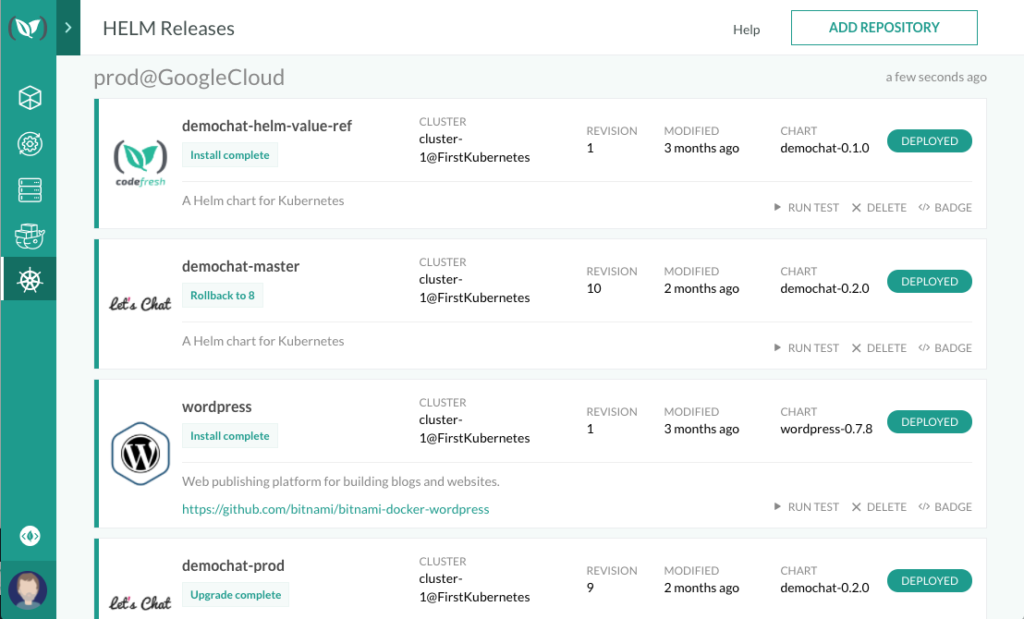 HELM Releases
Help
ADD REPOSITORY
prod@GoogleCloud
a few seconds ago
codefresh
demochat-helm-value-ref
Install complete
CLUSTER
cluster-
1@FirstKubernetes
REVISION
1
MODIFIED
3 months ago
CHART
demochat-0.1.0
DEPLOYED
A Helm chart for Kubernetes
RUN TEST
DELETE
BADGE
Let's Chat
demochat-master
Rollback to 8
CLUSTER
cluster-
1@FirstKubernetes
REVISION
10
MODIFIED
2 months ago
CHART
demochat-0.2.0
DEPLOYED
A Helm chart for Kubernetes
RUN TEST
DELETE
BADGE
W
wordpress
Install complete
CLUSTER
cluster-
1@FirstKubernetes
REVISION
1
MODIFIED
3 months ago
CHART
wordpress-0.7.8
DEPLOYED
Web publishing platform for building blogs and websites.
https://github.com/bitnami/bitnami-docker-wordpress
RUN TEST
DELETE
BADGE
Let's Chat
demochat-prod
Upgrade complete
CLUSTER
cluster-
1@FirstKubernetes
REVISION
9
MODIFIED
2 months ago
CHART
demochat-0.2.0
DEPLOYED